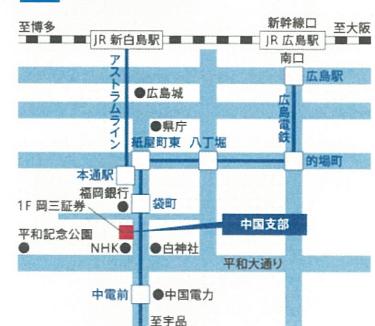 至博多
新幹線口
至大阪
JR 新白島駅
JR 広島駅
南口
アストラムライン
広島駅
広島城
広島電鉄
県庁
紙屋町東
八丁堀
的場町
本通駅
福岡銀行
1F 岡三証券
袋町
中国支部
平和記念公園
NHK
白神社
平和大通り
中電前
中国電力
至宇品